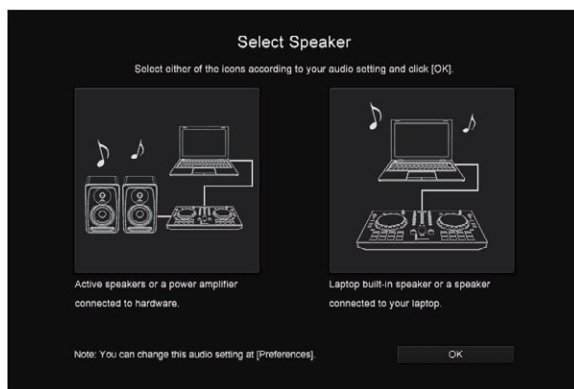 Select Speaker
Select either of the icons according to your audio setting and click [OK].
Active speakers or a power amplifier
connected to hardware.
Laptop built-in speaker or a speaker
connected to your laptop.
Note: You can change this audio setting at [Preferences].
OK